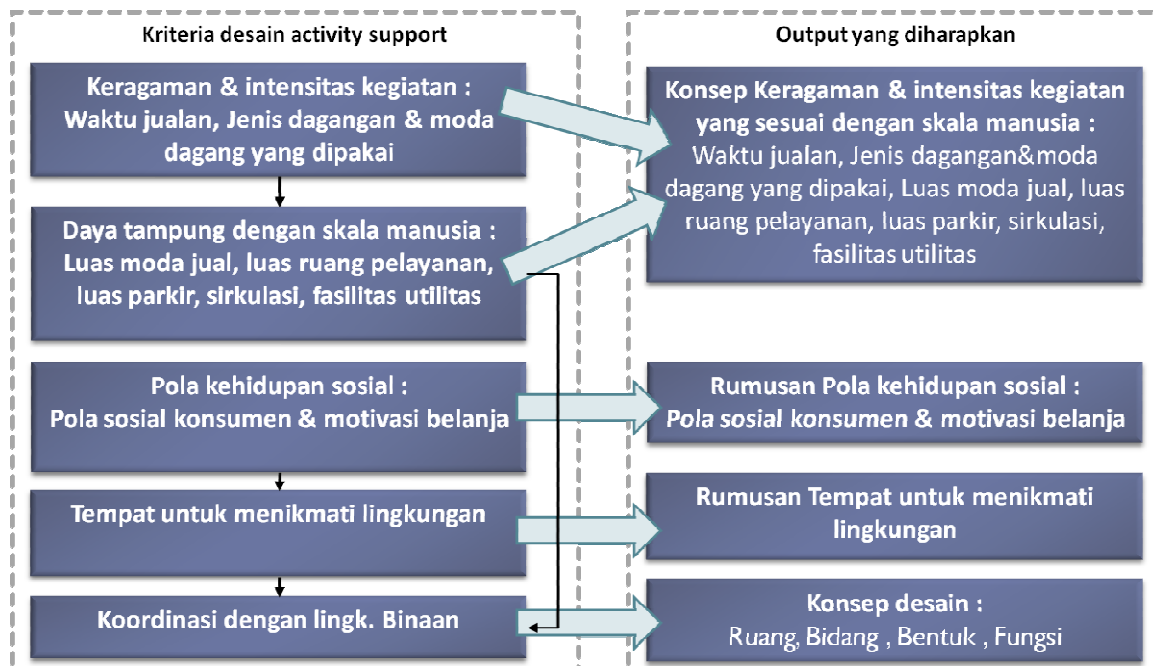 Kriteria desain activity support
Keragaman & intensitas kegiatan :
Waktu jualan, Jenis dagangan & moda
dagang yang dipakai
Daya tampung dengan skala manusia :
Luas moda jual, luas ruang pelayanan,
luas parkir, sirkulasi, fasilitas utilitas
Pola kehidupan sosial :
Pola sosial konsumen & motivasi belanja
Tempat untuk menikmati lingkungan
Koordinasi dengan lingk. Binaan
Output yang diharapkan
Konsep Keragaman & intensitas kegiatan
yang sesuai dengan skala manusia :
Waktu jualan, Jenis dagangan&moda
dagang yang dipakai, Luas moda jual, luas
ruang pelayanan, luas parkir, sirkulasi,
fasilitas utilitas
Rumusan Pola kehidupan sosial :
Pola sosial konsumen & motivasi belanja
Rumusan Tempat untuk menikmati
lingkungan
Konsep desain :
Ruang, Bidang , Bentuk , Fungsi